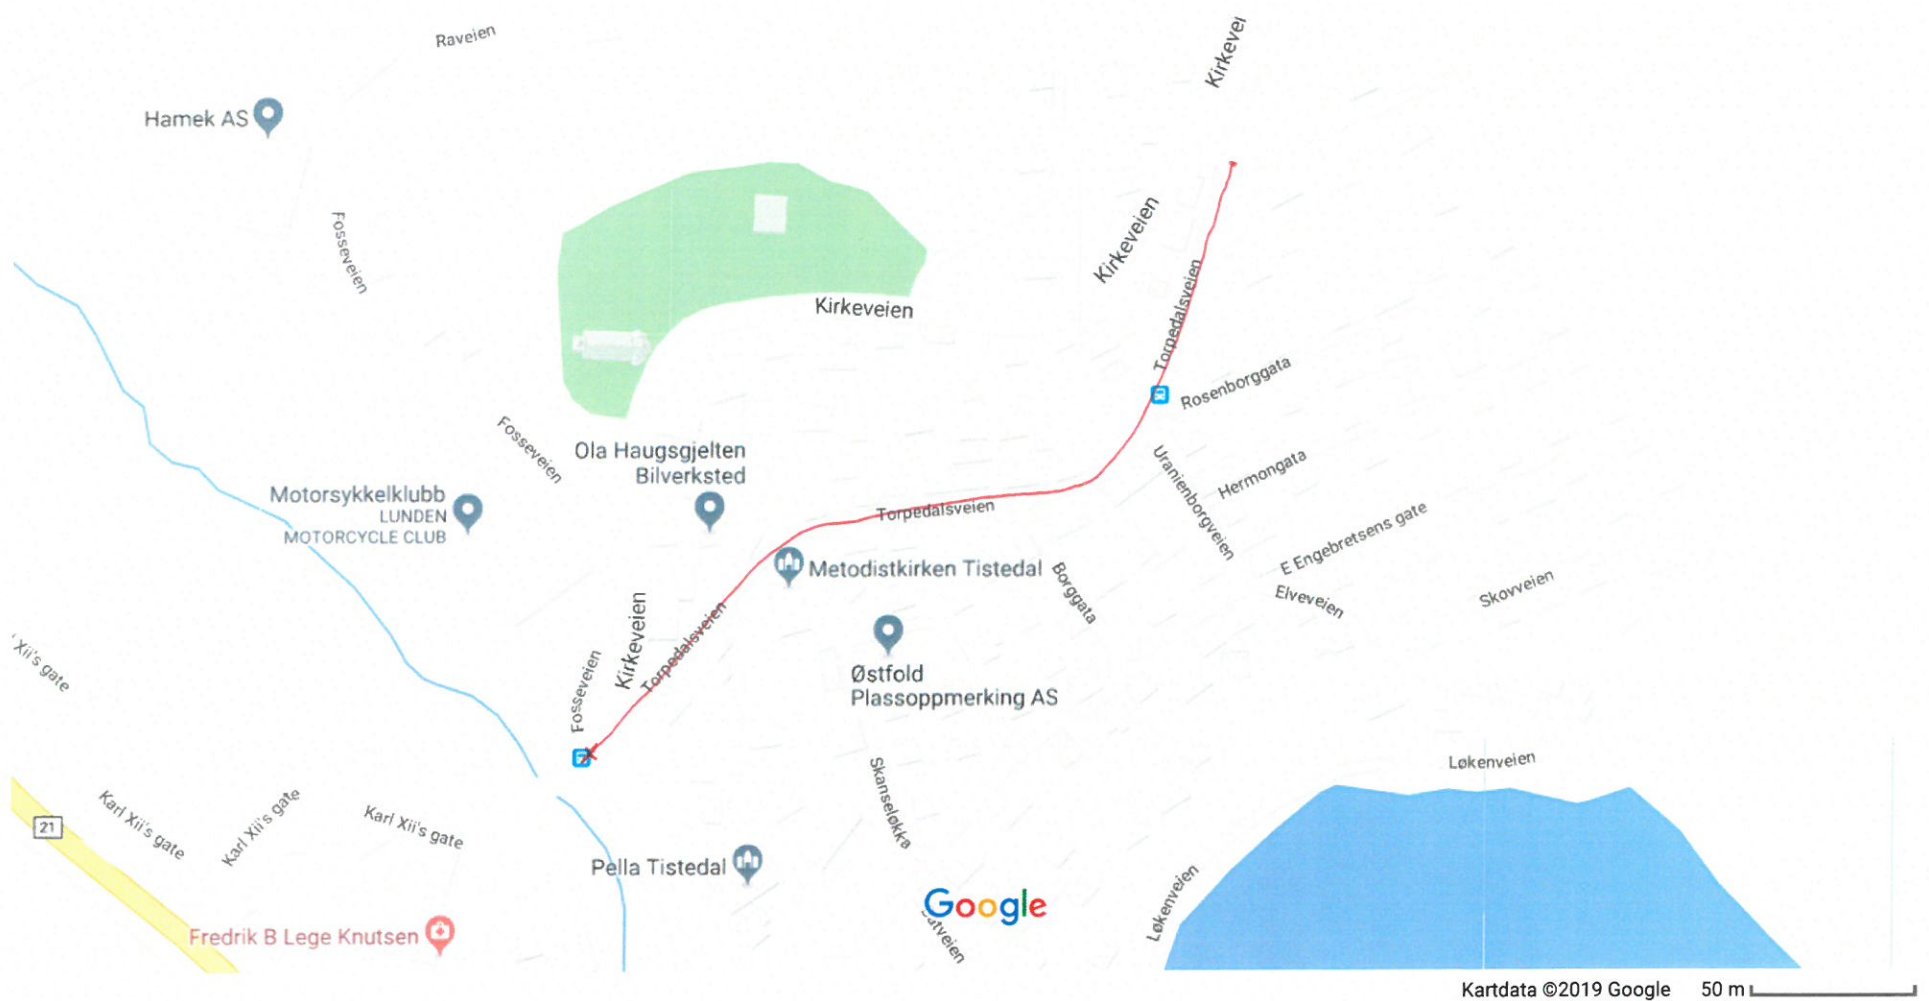 Raveien
Kirkevei
Hamek AS
Kirkeveien
Fosseveien
Kirkeveien
Torpedalsveien
Rosenborggata
Fosseveien
Ola Haugsgjelten
Bilverksted
Uranienborgveien
Hermongata
Motorsykkelklubb
LUNDEN
MOTORCYCLE CLUB
Torpedalsveien
E Engebretsens gate
Metodistkirken Tistedal
Borggata
Elveveien
Skovveien
Kirkeveien
Torpedalsveien
Xii's gate
Fosseveien
Østfold
Plassoppmerking AS
Løkenveien
Skanseløkka
21
Karl Xii's gate
Karl Xii's gate
Karl Xii's gate
Pella Tistedal
Løkenveien
Google
Fredrik B Lege Knutsen
Kartdata ©2019 Google 50 m